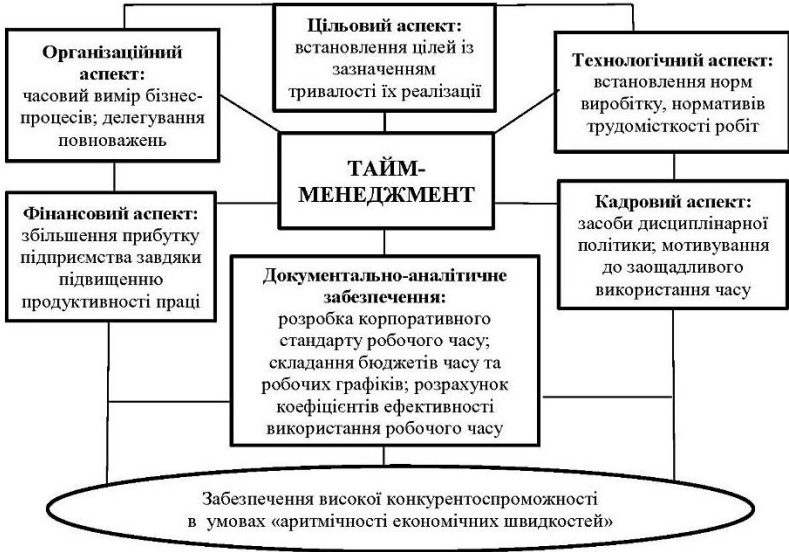 Організаційний
аспект:
часовий вимір бізнес-
процесів; делегування
повноважень
Цільовий аспект:
встановлення цілей із
зазначенням
тривалості їх реалізації
Технологічний аспект:
встановлення норм
виробітку, нормативів
трудомісткості робіт
ТАЙМ-
МЕНЕДЖМЕНТ
Фінансовий аспект:
збільшення прибутку
підприємства завдяки
підвищенню
продуктивності праці
Кадровий аспект:
засоби дисциплінарної
політики; мотивування
до заощадливого
використання часу
Документально-аналітичне
забезпечення:
розробка корпоративного
стандарту робочого часу;
складання бюджетів часу та
робочих графіків; розрахунок
коефіцієнтів ефективності
використання робочого часу
Забезпечення високої конкурентоспроможності
в умовах «аритмічності економічних швидкостей»